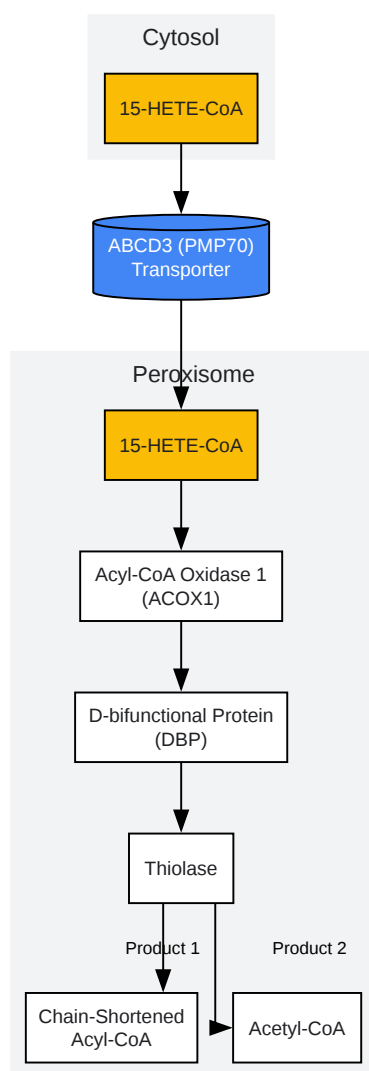 Cytosol
15-HETE-CoA
ABCD3 (PMP70)
Transporter
Peroxisome
15-HETE-CoA
Acyl-CoA Oxidase 1
(ACOX1)
D-bifunctional Protein
(DBP)
Thiolase
Product 1
Product 2
Chain-Shortened
Acyl-CoA
Acetyl-CoA